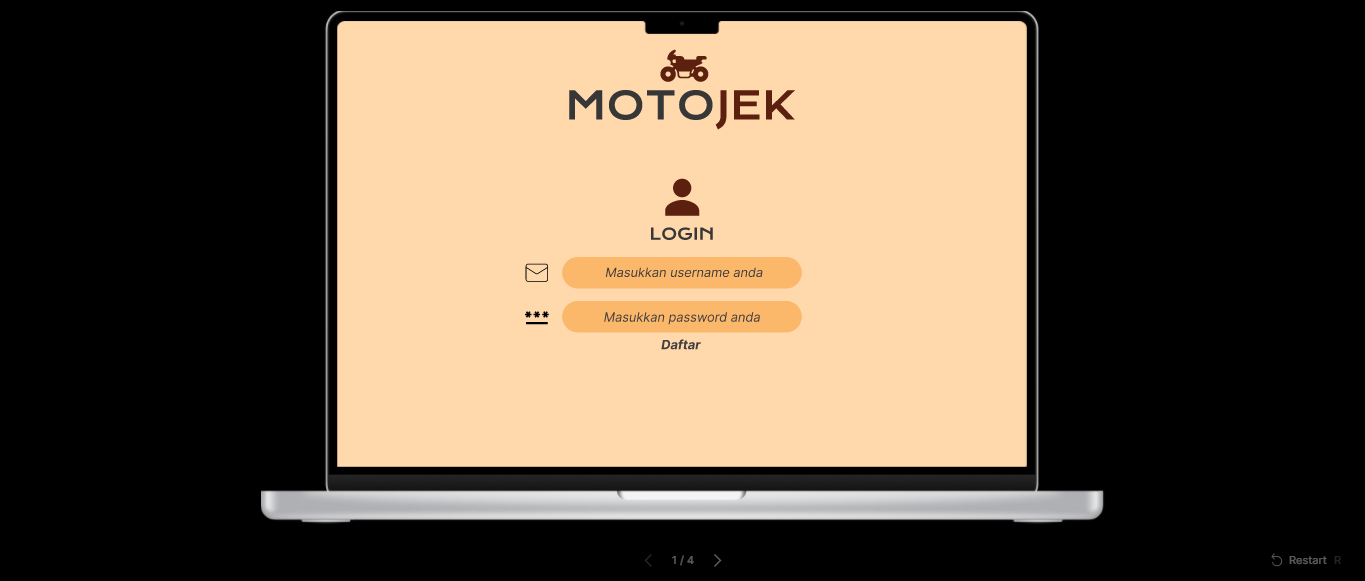 MOTOJEK
LOGIN
Masukkan username anda
***
Masukkan password anda
Daftar
1 / 4
Restart R